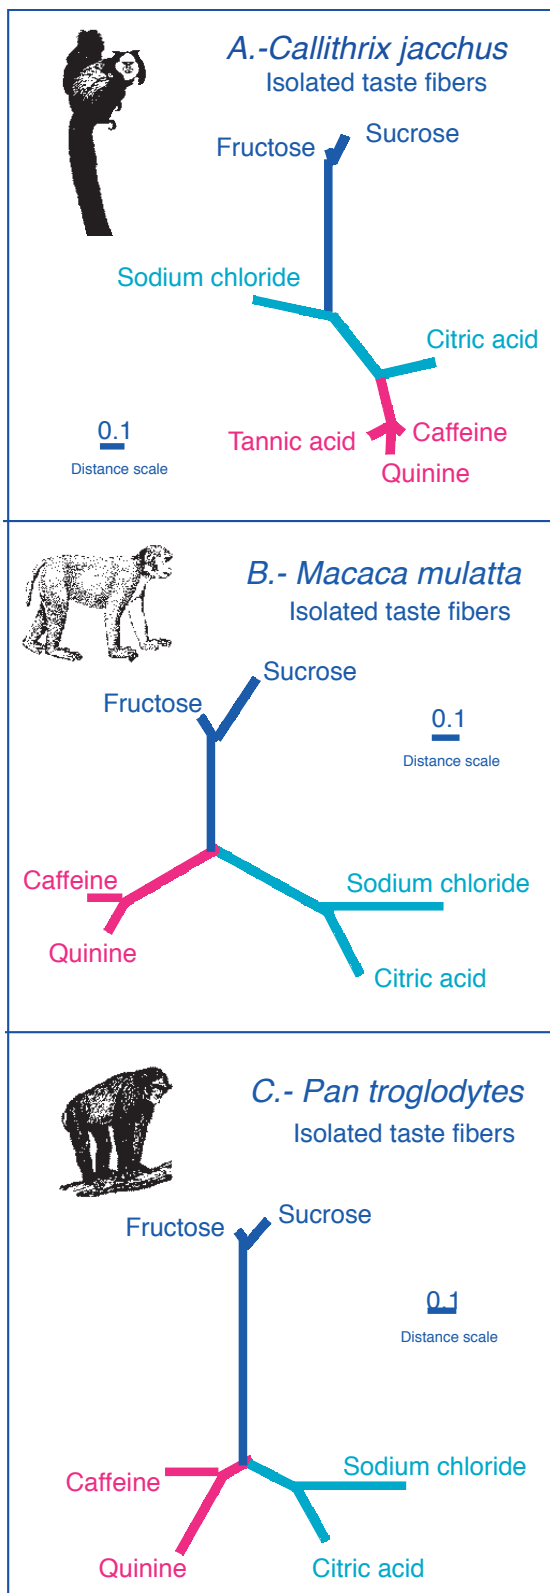 A.-Callithrix jacchus
Isolated taste fibers
Sucrose
Fructose
Sodium chloride
Citric acid
0.1
Distance scale
Tannic acid
Caffeine
Quinine
B.- Macaca mulatta
Isolated taste fibers
Sucrose
Fructose
0.1
Distance scale
Caffeine
Sodium chloride
Quinine
Citric acid
C.- Pan troglodytes
Isolated taste fibers
Sucrose
Fructose
0.1
Distance scale
Sodium chloride
Caffeine
Quinine
Citric acid